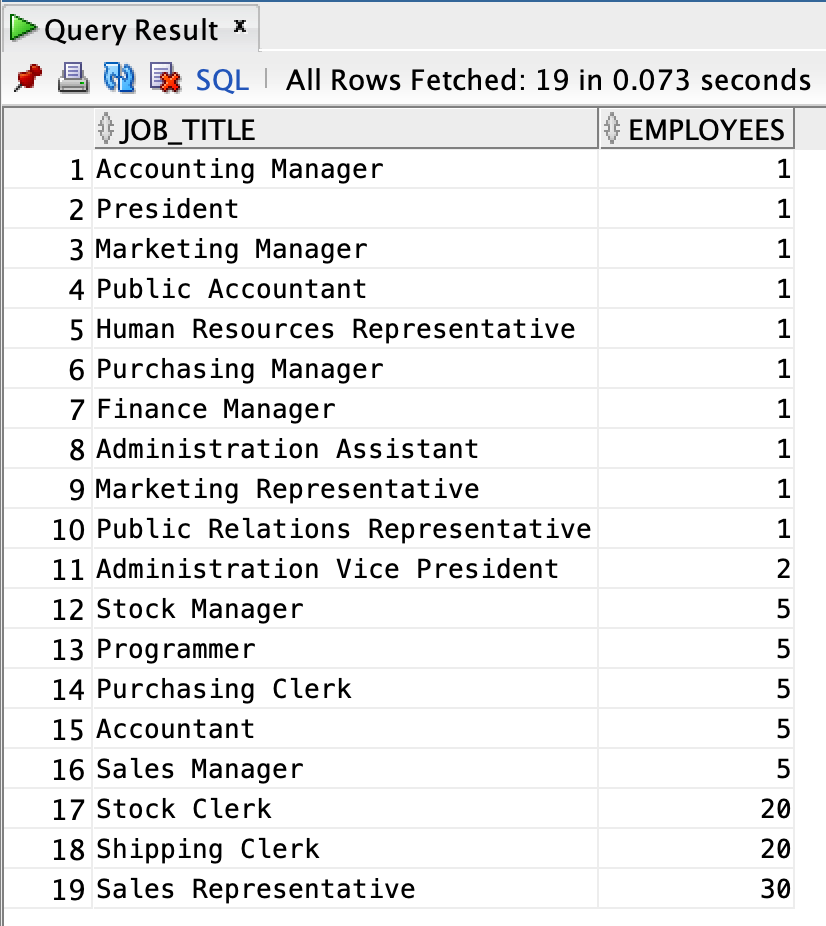 Query Result ×
SQL | All Rows Fetched: 19 in 0.073 seconds
JOB_TITLE EMPLOYEES
1 Accounting Manager 1
2 President 1
3 Marketing Manager 1
4 Public Accountant 1
5 Human Resources Representative 1
6 Purchasing Manager 1
7 Finance Manager 1
8 Administration Assistant 1
9 Marketing Representative 1
10 Public Relations Representative 1
11 Administration Vice President 2
12 Stock Manager 5
13 Programmer 5
14 Purchasing Clerk 5
15 Accountant 5
16 Sales Manager 5
17 Stock Clerk 20
18 Shipping Clerk 20
19 Sales Representative 30